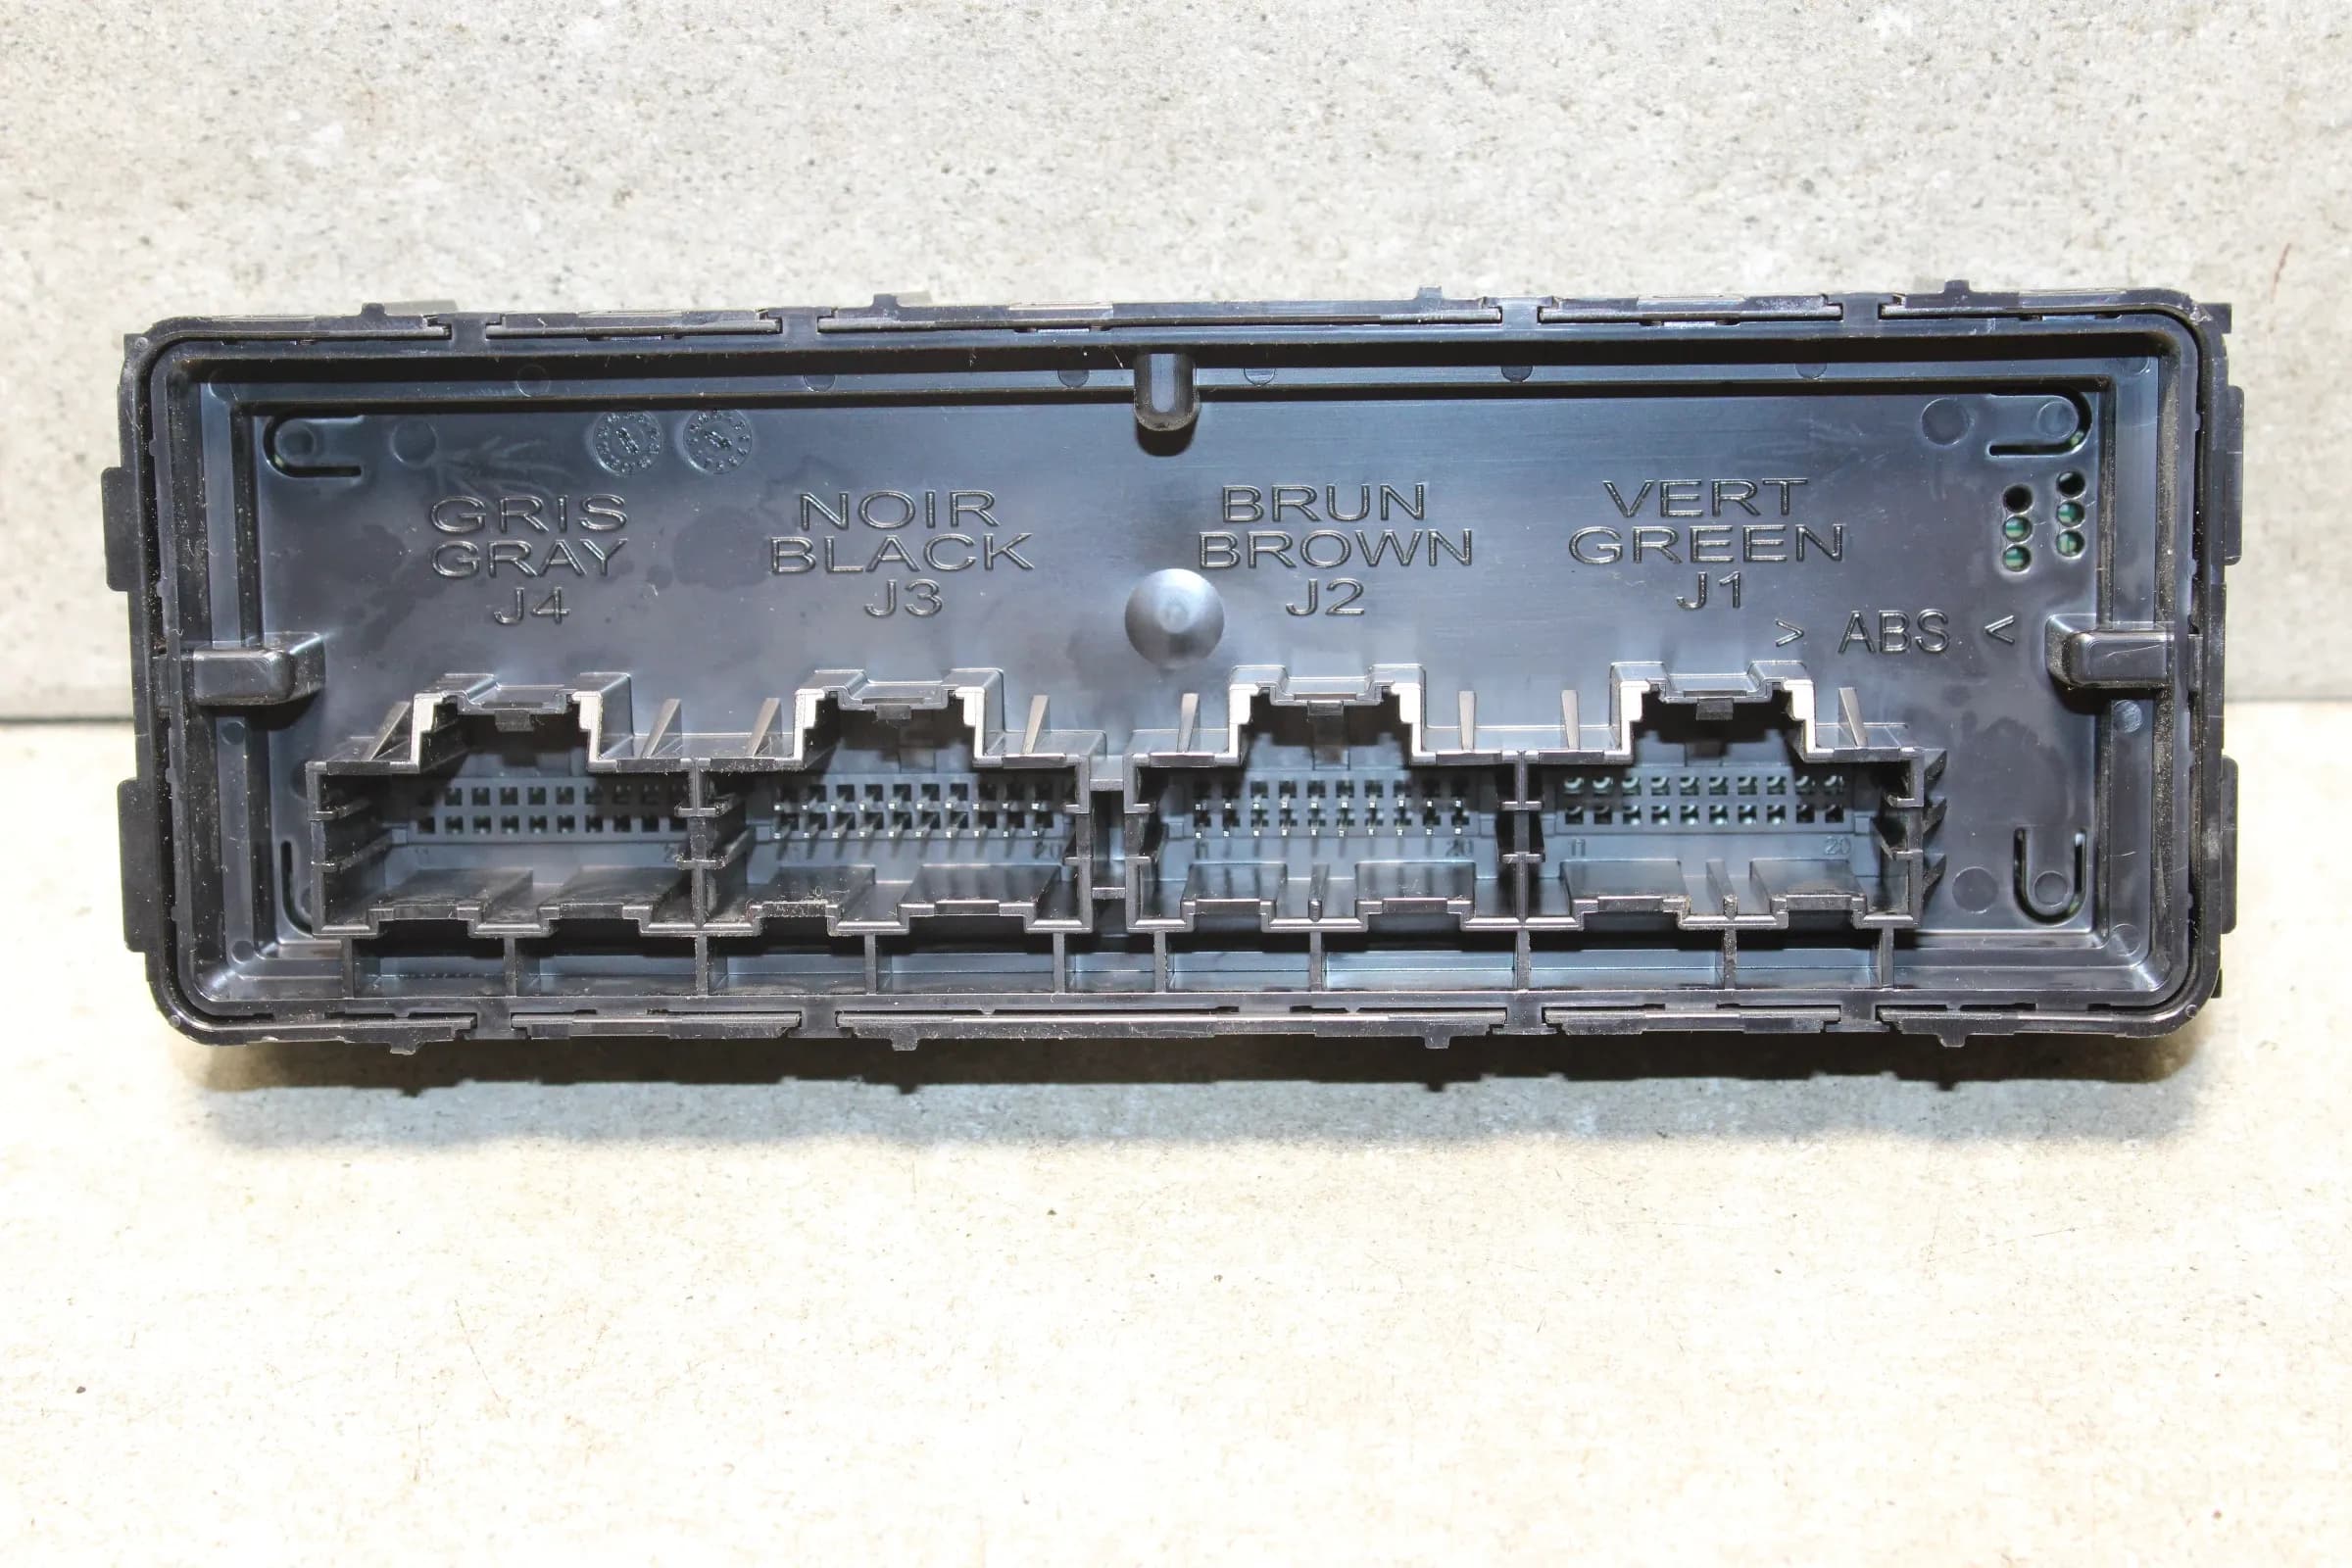 GRIS
GRAY
J4
NOIR
BLACK
J3
BRUN
BROWN
J2
VERT
GREEN
J1
> ABS <
11
20
11 20
11 20